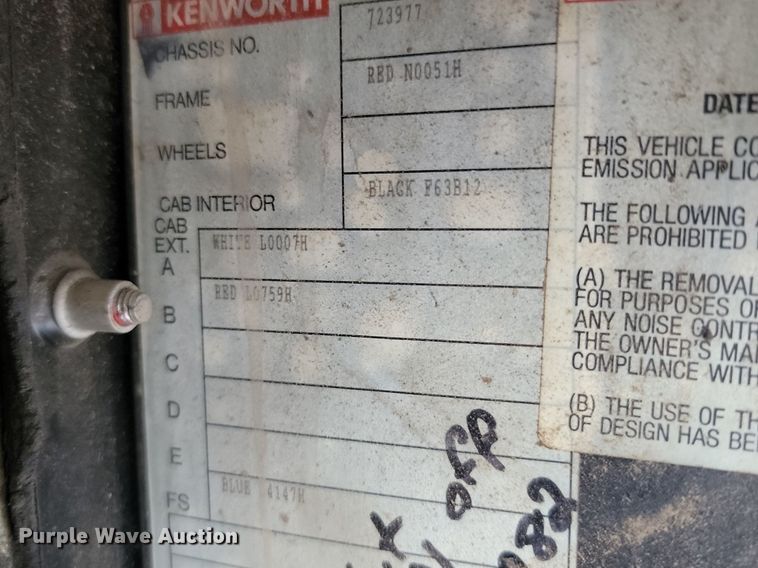 KENWORTH
CHASSIS NO. 723977
FRAME RED N0051H
WHEELS
CAB INTERIOR BLACK F63B12
CAB
EXT.
A WHITE L0007H
B RED L0759H
C
D
E
FS BLUE 4147H
OFF
82
DATE
THIS VEHICLE CO
EMISSION APPLIC
THE FOLLOWING A
ARE PROHIBITED
(A) THE REMOVAL
FOR PURPOSES OF
ANY NOISE CONTR
THE OWNER'S MA
COMPLIANCE WITH
(B) THE USE OF TH
OF DESIGN HAS BE
Purple Wave Auction